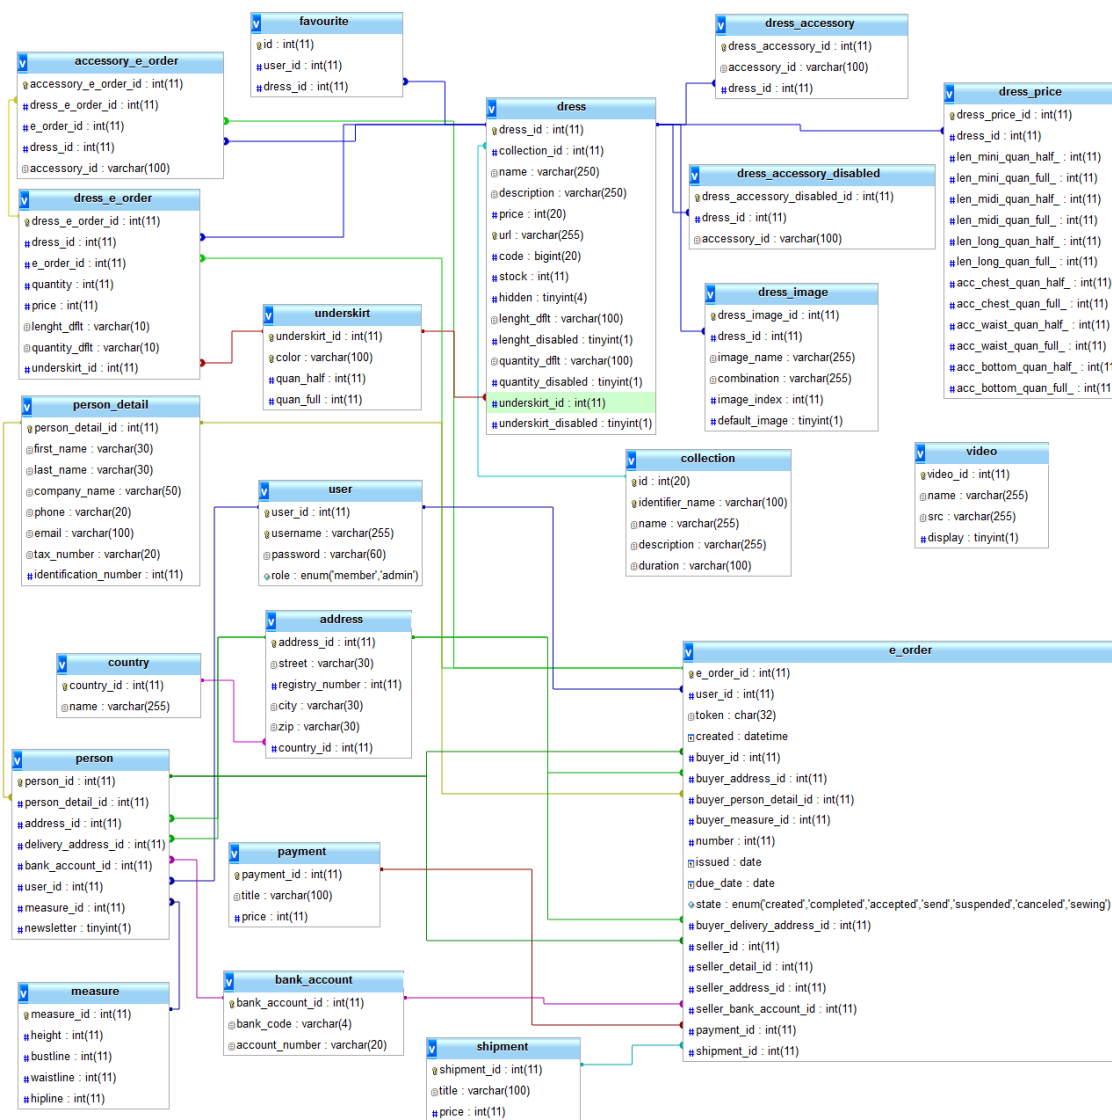 favourite
id : int(11)
user_id : int(11)
dress_id : int(11)
dress_accessory
dress_accessory_id : int(11)
accessory_id : varchar(100)
dress_id : int(11)
accessory_e_order
accessory_e_order_id : int(11)
dress_e_order_id : int(11)
e_order_id : int(11)
dress_id : int(11)
accessory_id : varchar(100)
dress
dress_id : int(11)
collection_id : int(11)
name : varchar(250)
description : varchar(250)
price : int(20)
url : varchar(255)
code : bigint(20)
stock : int(11)
hidden : tinyint(4)
lenght_dflt : varchar(100)
lenght_disabled : tinyint(1)
quantity_dflt : varchar(100)
quantity_disabled : tinyint(1)
underskirt_id : int(11)
underskirt_disabled : tinyint(1)
dress_price
dress_price_id : int(11)
dress_id : int(11)
len_mini_quan_half_ : int(11)
len_mini_quan_full_ : int(11)
len_midi_quan_half_ : int(11)
len_midi_quan_full_ : int(11)
len_long_quan_half_ : int(11)
len_long_quan_full_ : int(11)
acc_chest_quan_half_ : int(11)
acc_chest_quan_full_ : int(11)
acc_waist_quan_half_ : int(11)
acc_waist_quan_full_ : int(11)
acc_bottom_quan_half_ : int(11
acc_bottom_quan_full_ : int(11
dress_accessory_disabled
dress_accessory_disabled_id : int(11)
dress_id : int(11)
accessory_id : varchar(100)
dress_e_order
dress_e_order_id : int(11)
dress_id : int(11)
e_order_id : int(11)
quantity : int(11)
price : int(11)
lenght_dflt : varchar(10)
quantity_dflt : varchar(10)
underskirt_id : int(11)
underskirt
underskirt_id : int(11)
color : varchar(100)
quan_half : int(11)
quan_full : int(11)
dress_image
dress_image_id : int(11)
dress_id : int(11)
image_name : varchar(255)
combination : varchar(255)
image_index : int(11)
default_image : tinyint(1)
person_detail
person_detail_id : int(11)
first_name : varchar(30)
last_name : varchar(30)
company_name : varchar(50)
phone : varchar(20)
email : varchar(100)
tax_number : varchar(20)
identification_number : int(11)
user
user_id : int(11)
username : varchar(255)
password : varchar(60)
role : enum('member','admin')
collection
id : int(20)
identifier_name : varchar(100)
name : varchar(255)
description : varchar(255)
duration : varchar(100)
video
video_id : int(11)
name : varchar(255)
src : varchar(255)
display : tinyint(1)
address
address_id : int(11)
street : varchar(30)
registry_number : int(11)
city : varchar(30)
zip : varchar(30)
country_id : int(11)
country
country_id : int(11)
name : varchar(255)
e_order
e_order_id : int(11)
user_id : int(11)
token : char(32)
created : datetime
buyer_id : int(11)
buyer_address_id : int(11)
buyer_person_detail_id : int(11)
buyer_measure_id : int(11)
number : int(11)
issued : date
due_date : date
state : enum('created','completed','accepted','send','suspended','canceled','sewing')
buyer_delivery_address_id : int(11)
seller_id : int(11)
seller_detail_id : int(11)
seller_address_id : int(11)
seller_bank_account_id : int(11)
payment_id : int(11)
shipment_id : int(11)
person
person_id : int(11)
person_detail_id : int(11)
address_id : int(11)
delivery_address_id : int(11)
bank_account_id : int(11)
user_id : int(11)
measure_id : int(11)
newsletter : tinyint(1)
payment
payment_id : int(11)
title : varchar(100)
price : int(11)
measure
measure_id : int(11)
height : int(11)
bustline : int(11)
waistline : int(11)
hipline : int(11)
bank_account
bank_account_id : int(11)
bank_code : varchar(4)
account_number : varchar(20)
shipment
shipment_id : int(11)
title : varchar(100)
price : int(11)